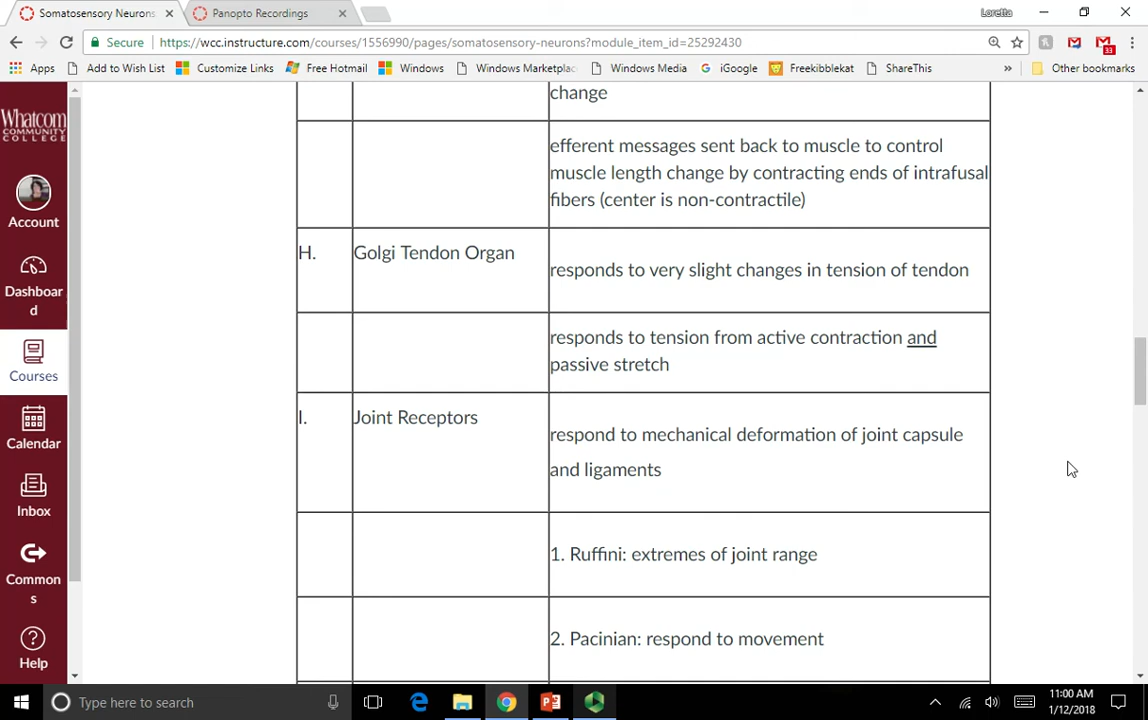 Somatosensory Neurons
Panopto Recordings
Loretta
Secure
https://wcc.instructure.com/courses/1556990/pages/somatosensory-neurons?module_item_id=25292430
33
Apps
Add to Wish List
Customize Links
Free Hotmail
Windows
Windows Marketplac
Windows Media
G iGoogle
Freekibblekat
ShareThis
»
Other bookmarks
Whatcom
COMMUNITY
COLLEGE
Account
Dashboar
d
Courses
Calendar
Inbox
Common
s
Help
change
efferent messages sent back to muscle to control
muscle length change by contracting ends of intrafusal
fibers (center is non-contractile)
H. Golgi Tendon Organ
responds to very slight changes in tension of tendon
responds to tension from active contraction and
passive stretch
I. Joint Receptors
respond to mechanical deformation of joint capsule
and ligaments
1. Ruffini: extremes of joint range
2. Pacinian: respond to movement
Type here to search
11:00 AM
1/12/2018